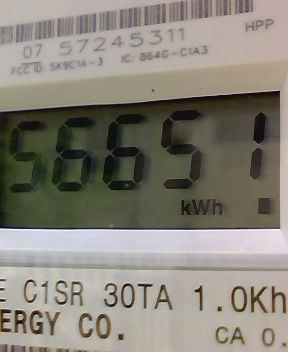 07 57245311
HPP
FCC ID: SK9C1A-3 IC: 864G-C1A3
56651
kWh
E C1SR 30TA 1.0Kh
ERGY CO.
CA 0.